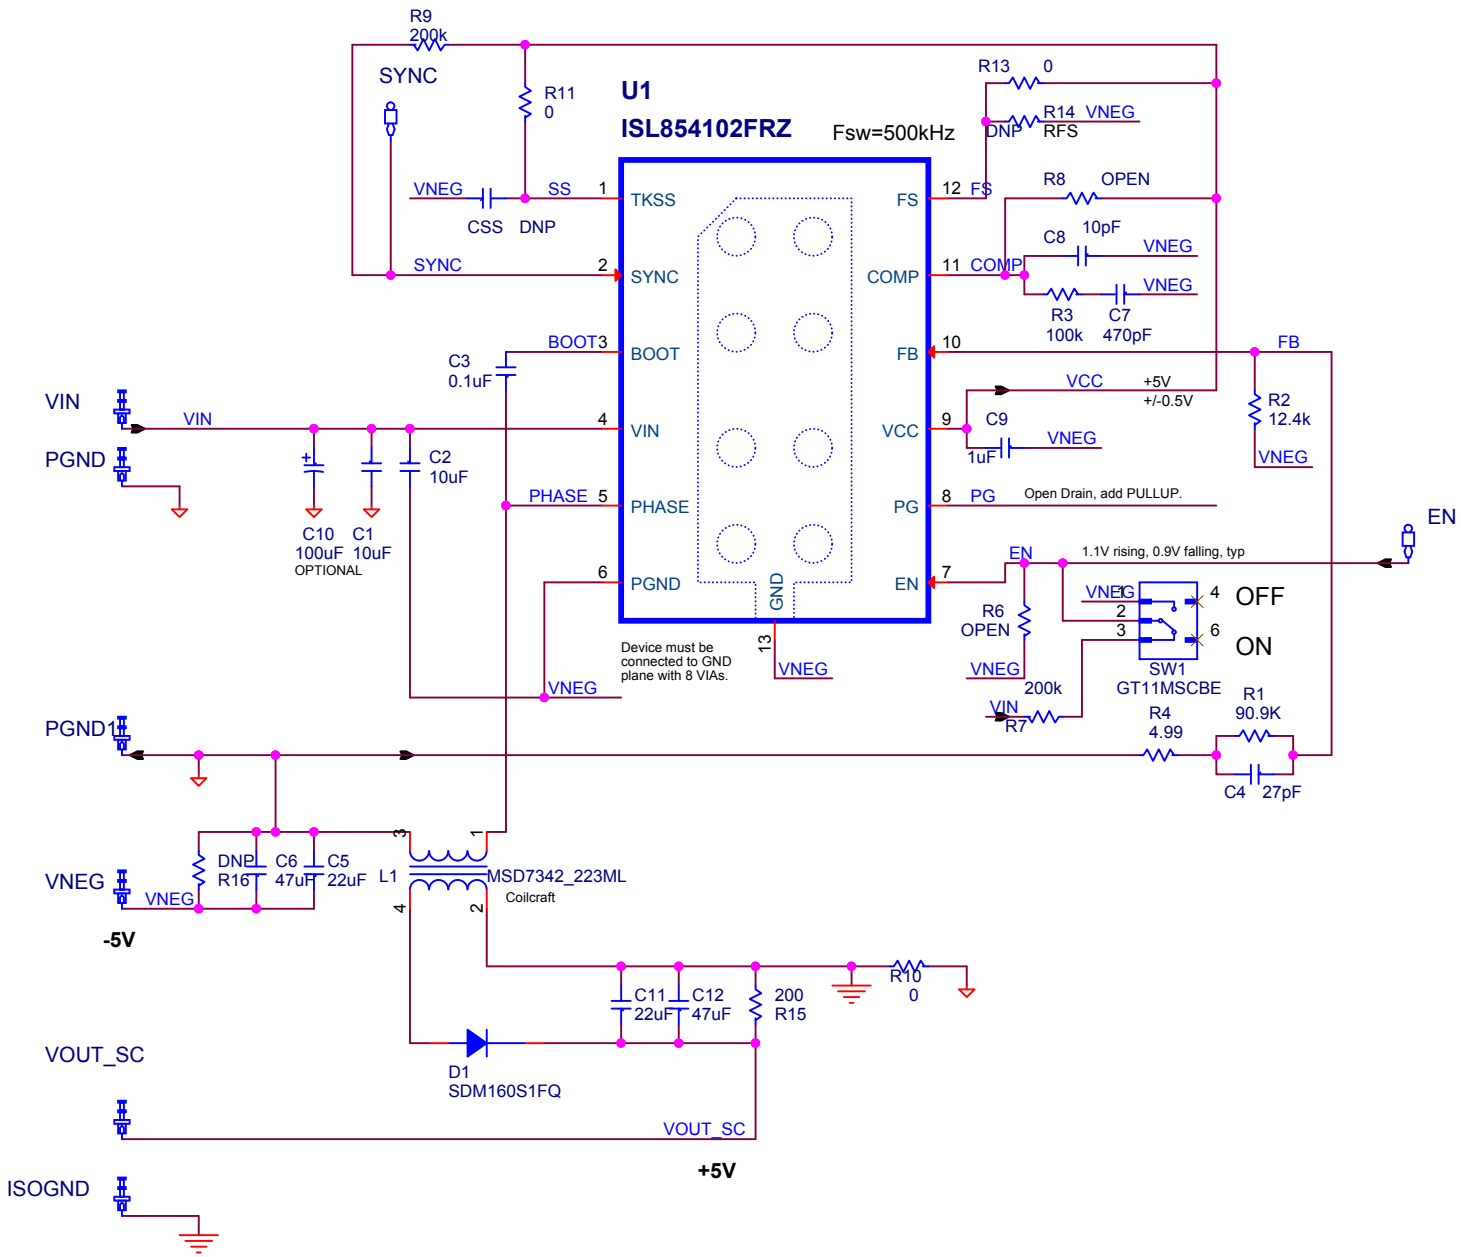 R9
200k
SYNC
R11
0
U1
ISL854102FRZ
Fsw=500kHz
R13 0
R14 VNEG
DNP RFS
VNEG SS 1 TKSS
CSS DNP
FS 12 FS
R8 OPEN
C8 10pF
VNEG
SYNC 2 SYNC
COMP 11 COMP
VNEG
R3 C7
100k 470pF
BOOT 3 BOOT
C3
0.1uF
FB 10 FB
VCC +5V
+/-0.5V
R2
12.4k
VIN
VIN 4 VIN
VCC 9
C9
1uF
VNEG
VNEG
PGND
C2
10uF
PHASE 5 PHASE
PG 8 PG Open Drain, add PULLUP.
C10 C1
100uF 10uF
OPTIONAL
EN
EN 1.1V rising, 0.9V falling, typ
6 PGND
EN 7
GND
13
VNEG 1 4 OFF
2
3 6 ON
R6
OPEN
Device must be
connected to GND
plane with 8 VIAs.
VNEG
VNEG
VNEG
SW1
GT11MSCBE
200k
VIN
R7
PGND1
R4
4.99
R1
90.9K
C4 27pF
3 1
DNP C6 C5
R16 47uF 22uF
L1
MSD7342_223ML
Coilcraft
4 2
VNEG
VNEG
-5V
R10
0
C11 C12 200
22uF 47uF R15
VOUT_SC
D1
SDM160S1FQ
VOUT_SC
+5V
ISOGND